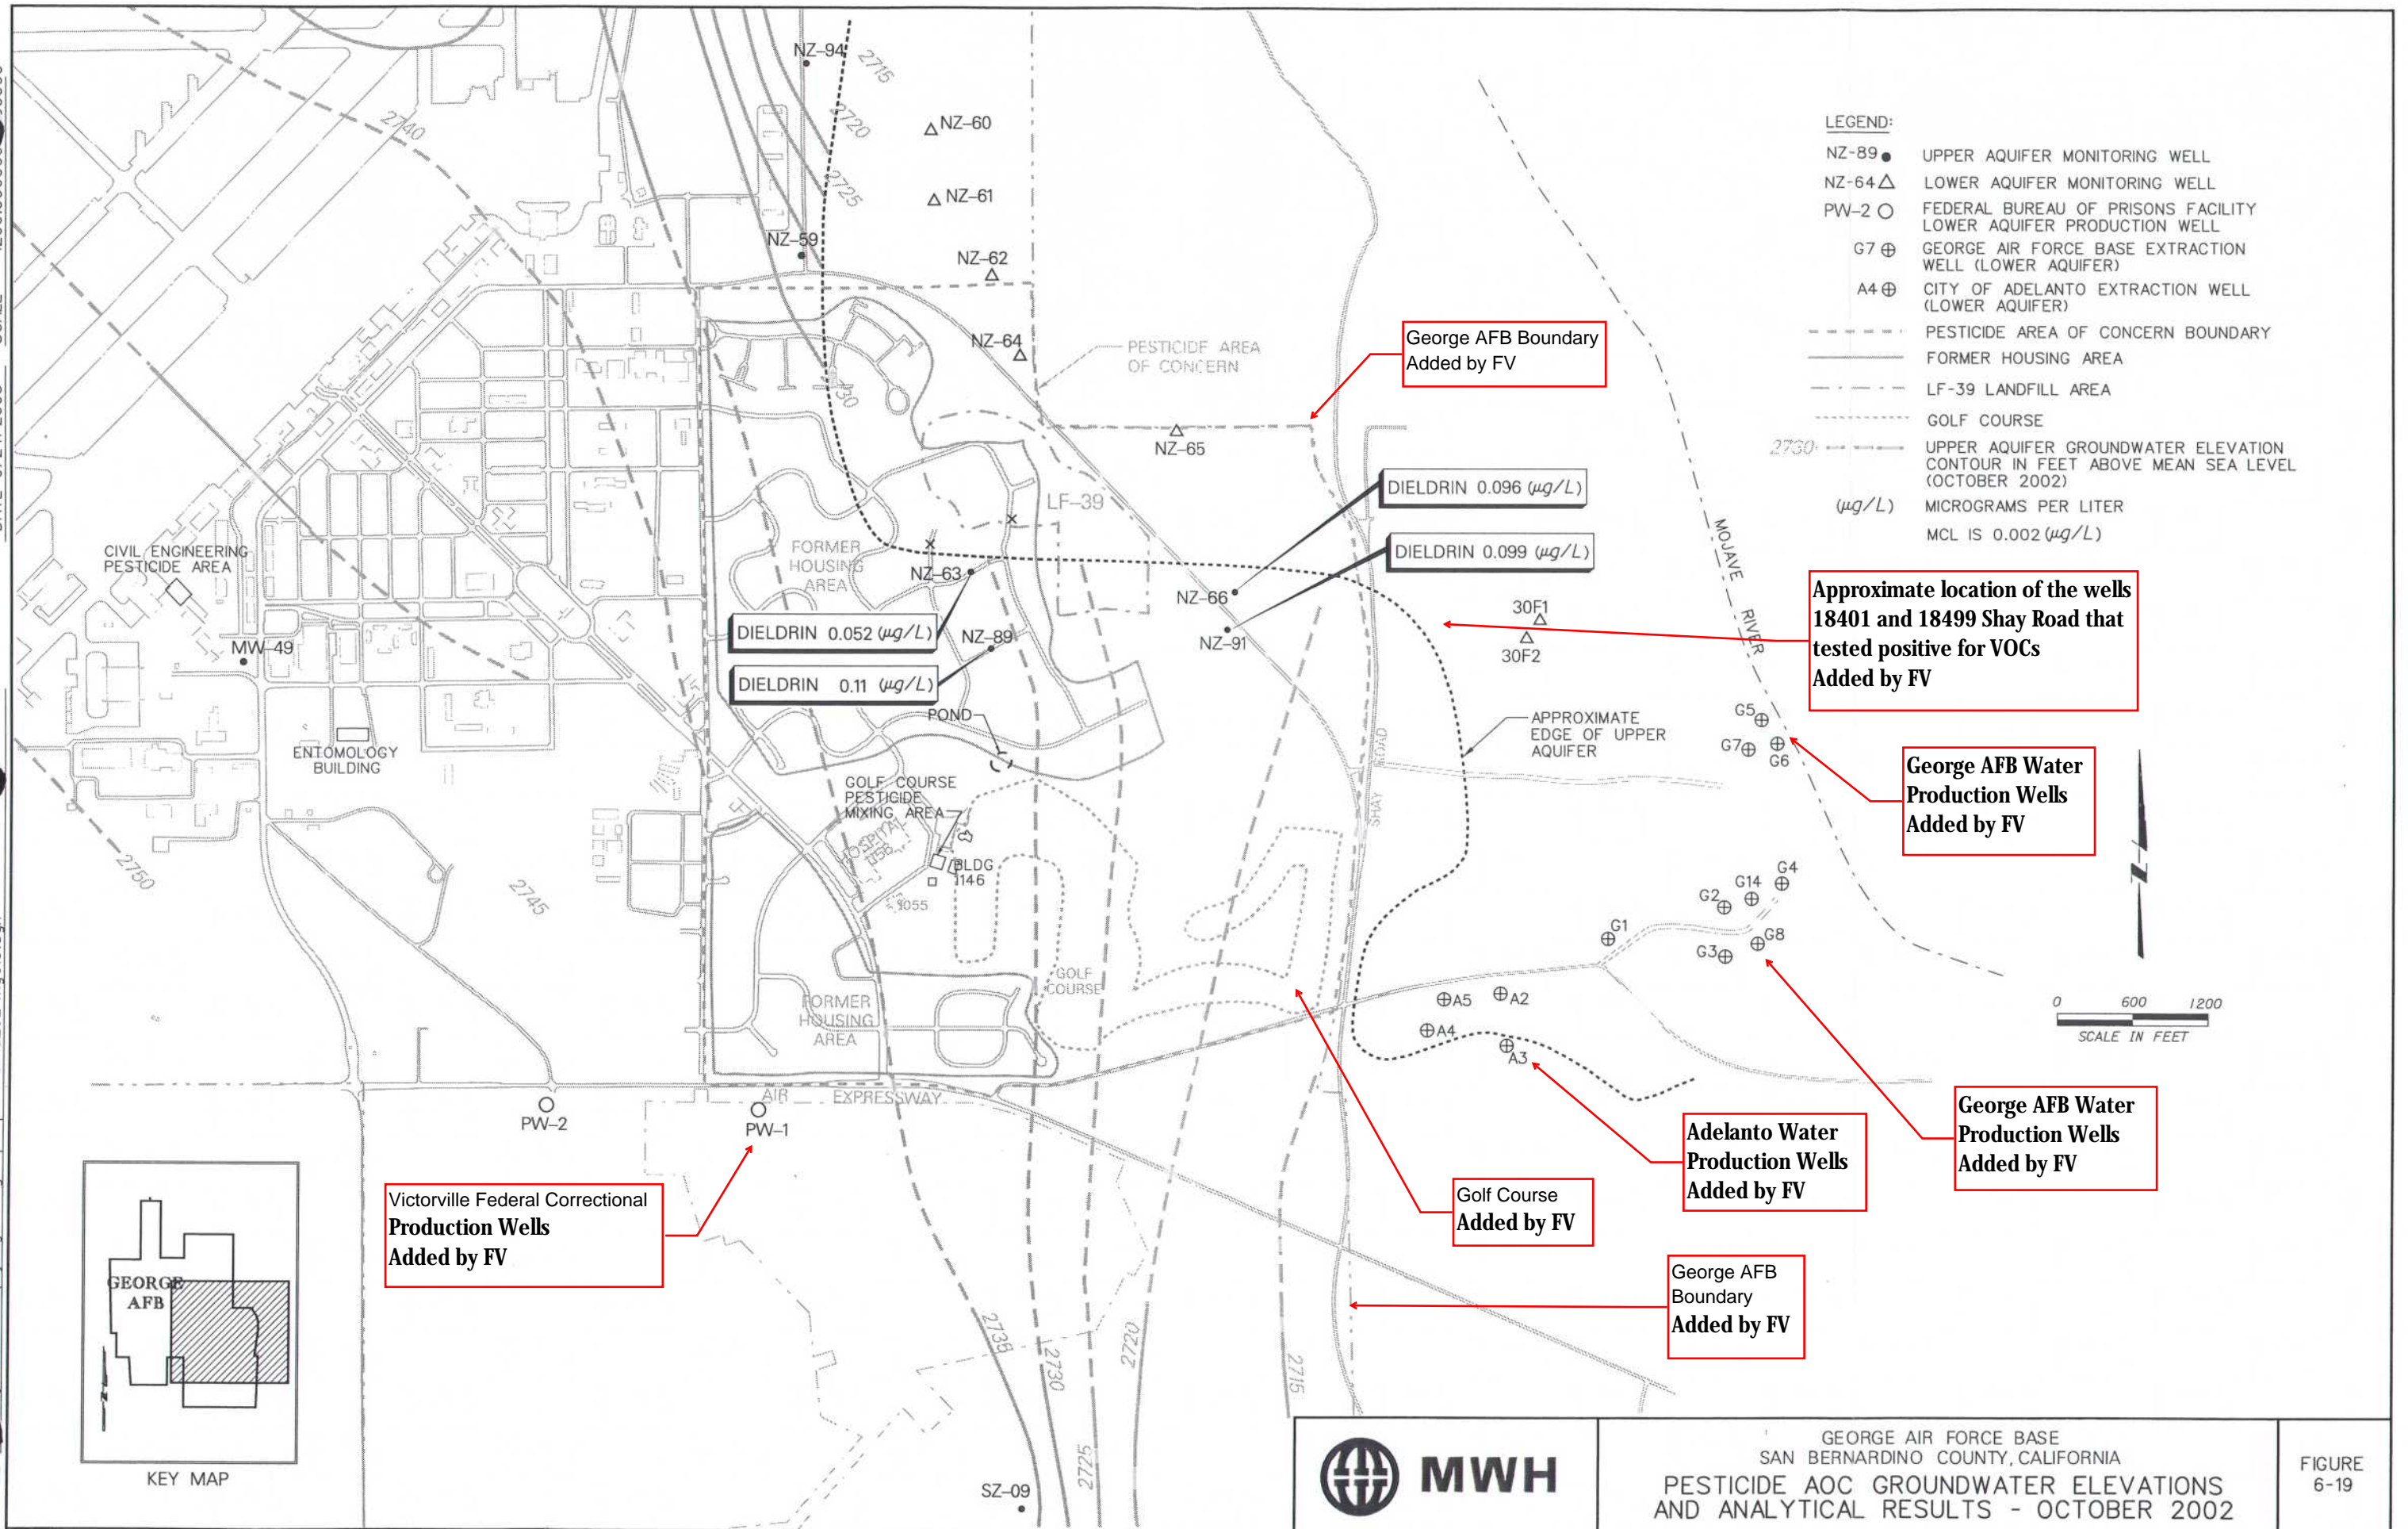 NZ-94
2715
2740
2720
NZ-60
2725
NZ-61
NZ-59
NZ-62
NZ-64
PESTICIDE AREA
OF CONCERN
George AFB Boundary
Added by FV
NZ-65
LEGEND:
NZ-89
UPPER AQUIFER MONITORING WELL
NZ-64
LOWER AQUIFER MONITORING WELL
PW-2
FEDERAL BUREAU OF PRISONS FACILITY
LOWER AQUIFER PRODUCTION WELL
G7
GEORGE AIR FORCE BASE EXTRACTION
WELL (LOWER AQUIFER)
A4
CITY OF ADELANTO EXTRACTION WELL
(LOWER AQUIFER)
PESTICIDE AREA OF CONCERN BOUNDARY
FORMER HOUSING AREA
LF-39 LANDFILL AREA
GOLF COURSE
2730
UPPER AQUIFER GROUNDWATER ELEVATION
CONTOUR IN FEET ABOVE MEAN SEA LEVEL
(OCTOBER 2002)
(µg/L) MICROGRAMS PER LITER
MCL IS 0.002 (µg/L)
DIELDRIN 0.096 (µg/L)
LF-39
DIELDRIN 0.099 (µg/L)
CIVIL ENGINEERING
PESTICIDE AREA
FORMER
HOUSING
AREA
NZ-63
NZ-66
MOJAVE RIVER
Approximate location of the wells
18401 and 18499 Shay Road that
tested positive for VOCs
Added by FV
30F1
30F2
DIELDRIN 0.052 (µg/L)
NZ-89
NZ-91
MW-49
DIELDRIN 0.11 (µg/L)
POND
ENTOMOLOGY
BUILDING
APPROXIMATE
EDGE OF UPPER
AQUIFER
G5
G7
G6
George AFB Water
Production Wells
Added by FV
SHAY ROAD
GOLF COURSE
PESTICIDE
MIXING AREA
HOSPITAL
BLDG
1146
2750
2745
G4
G14
G2
G1
G8
G3
GOLF
COURSE
FORMER
HOUSING
AREA
A5
A2
A4
A3
0 600 1200
SCALE IN FEET
PW-2
AIR EXPRESSWAY
PW-1
Victorville Federal Correctional
Production Wells
Added by FV
Golf Course
Added by FV
Adelanto Water
Production Wells
Added by FV
George AFB Water
Production Wells
Added by FV
George AFB
Boundary
Added by FV
GEORGE
AFB
KEY MAP
2730
2720
2715
2725
SZ-09
MWH
GEORGE AIR FORCE BASE
SAN BERNARDINO COUNTY, CALIFORNIA
PESTICIDE AOC GROUNDWATER ELEVATIONS
AND ANALYTICAL RESULTS - OCTOBER 2002
FIGURE
6-19